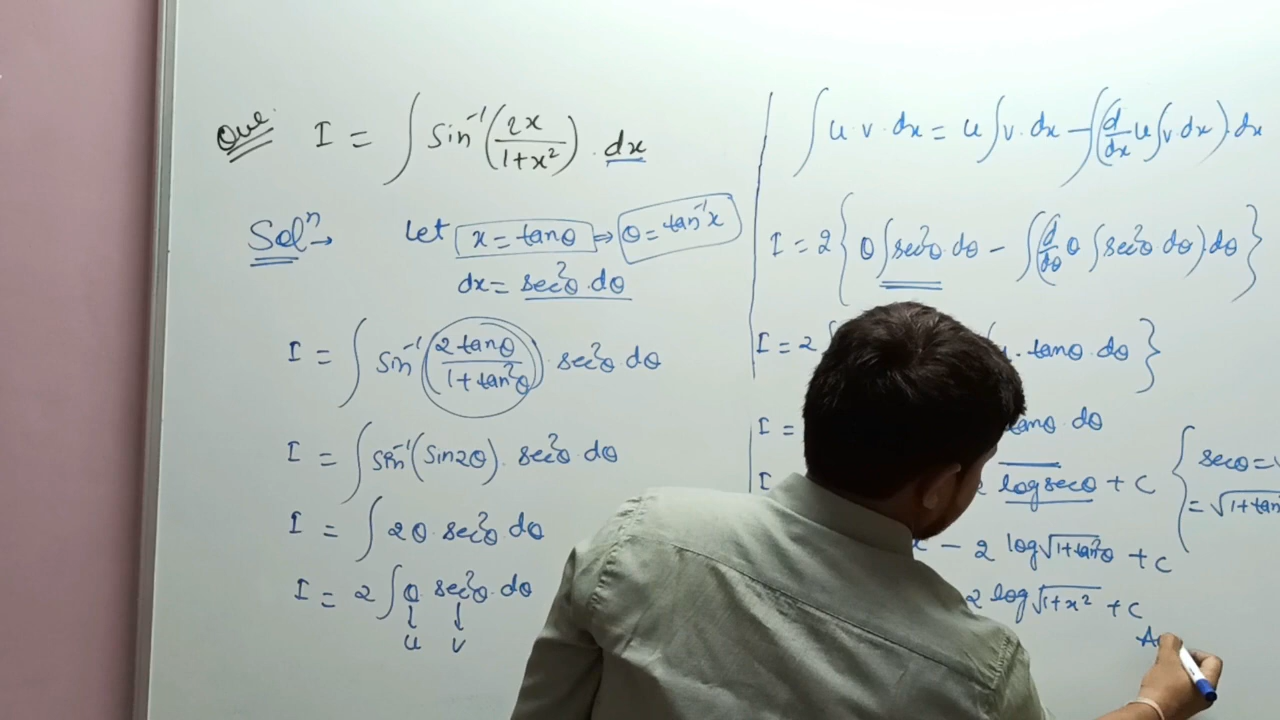 Que. I = ∫ sin⁻¹(2x/1+x²) . dx
Solⁿ→ Let x = tanθ ⇒ θ = tan⁻¹x
dx = sec²θ · dθ
I = ∫ sin⁻¹(2tanθ/1+tan²θ) · sec²θ · dθ
I = ∫ sin⁻¹(sin2θ) · sec²θ · dθ
I = ∫ 2θ · sec²θ · dθ
I = 2 ∫ θ · sec²θ · dθ
u v
∫ u v · dx = u ∫ v · dx − ∫(d/dx u ∫ v dx) · dx
I = 2 { θ ∫ sec²θ · dθ − ∫(d/dθ θ ∫ sec²θ dθ) dθ }
I = 2 · tanθ · dθ }
I = tanθ · dθ
I 2 log secθ + C
{ secθ = √
= √1+tan
x − 2 log √1+tan²θ + C
2 log √1+x² + C